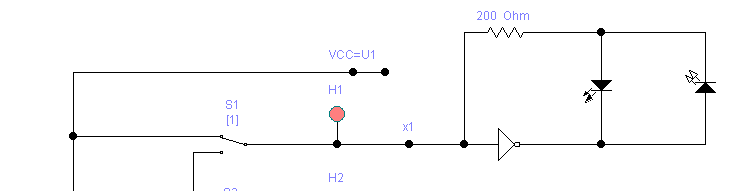 200 Ohm
VCC=U1
H1
S1
[1]
x1
H2